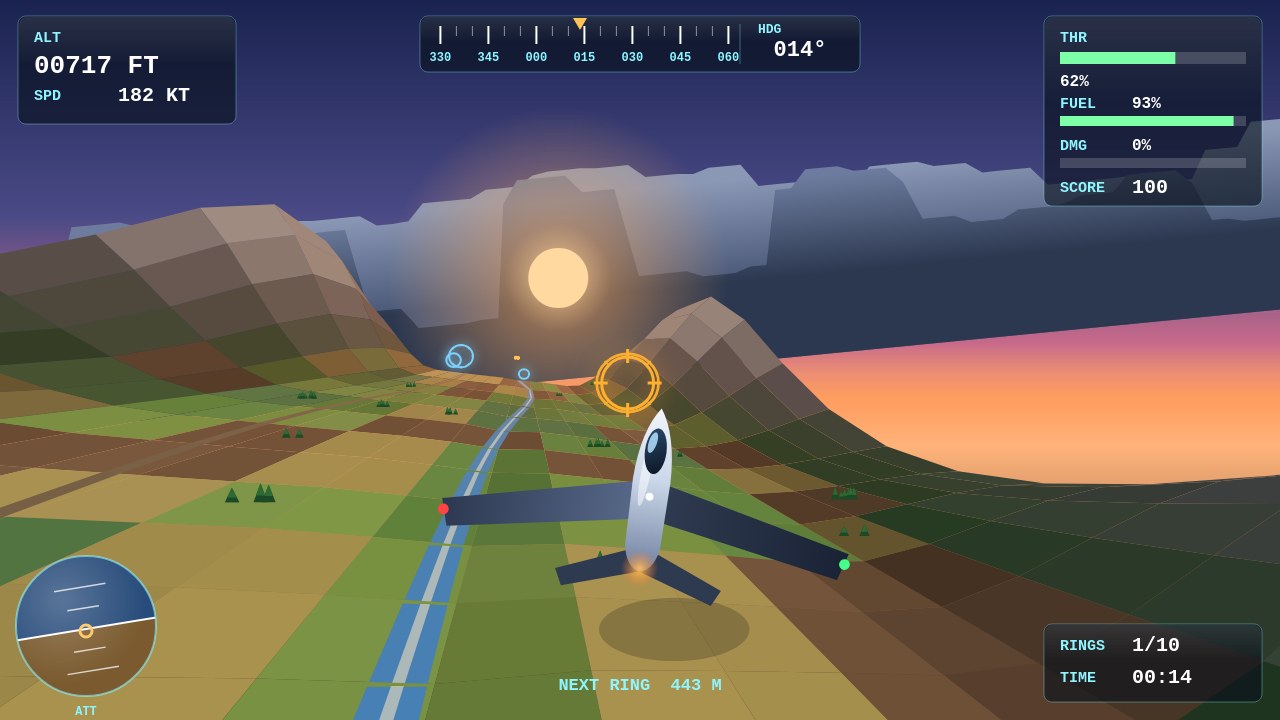 ALT
00717 FT
SPD 182 KT
330 345 000 015 030 045 060
HDG
014°
THR
62%
FUEL 93%
DMG 0%
SCORE 100
RINGS 1/10
TIME 00:14
NEXT RING 443 M
ATT